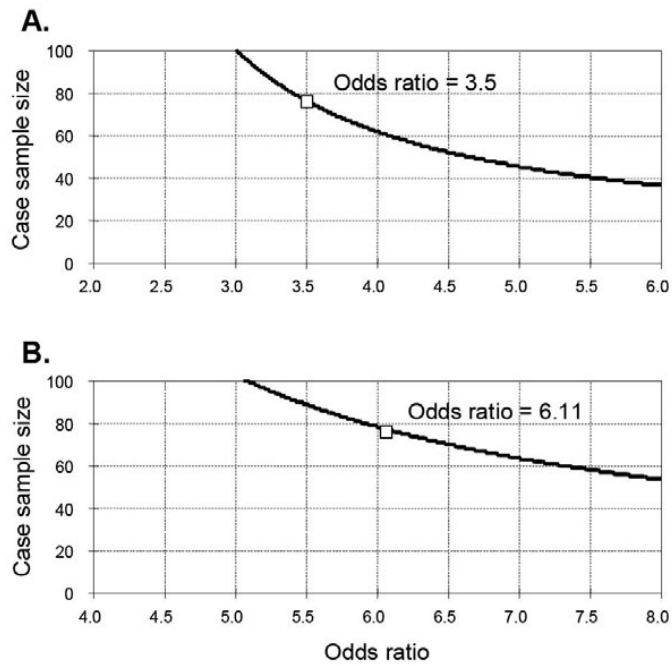 A.
Case sample size
100
80
60
40
20
0
Odds ratio = 3.5
2.0 2.5 3.0 3.5 4.0 4.5 5.0 5.5 6.0
B.
Case sample size
100
80
60
40
20
0
Odds ratio = 6.11
4.0 4.5 5.0 5.5 6.0 6.5 7.0 7.5 8.0
Odds ratio